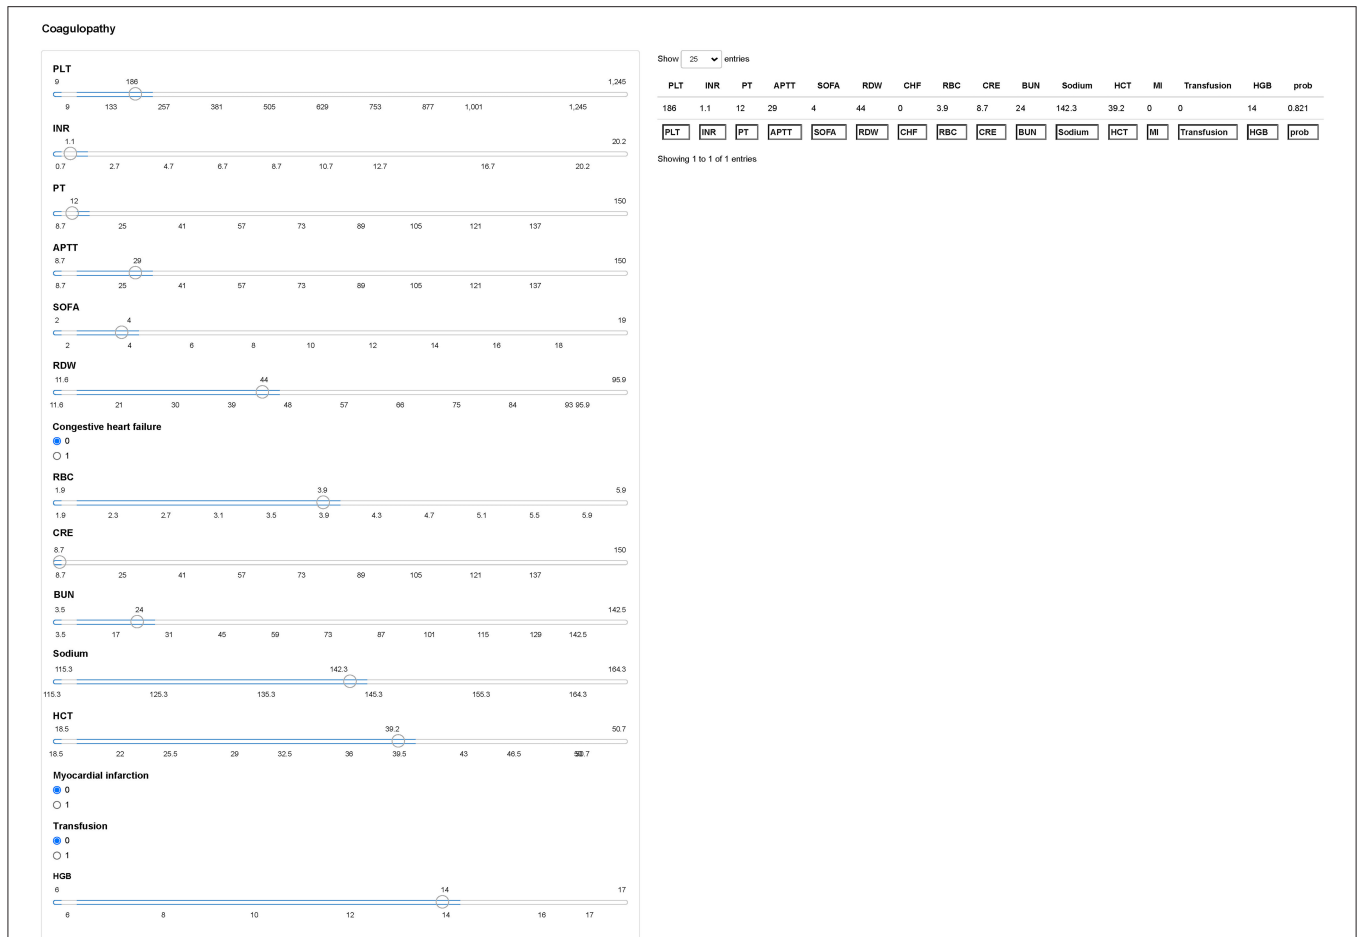 Coagulopathy
PLT
9 186 1,245
9 133 257 381 505 629 753 877 1,001 1,245
INR
1.1 20.2
0.7 2.7 4.7 6.7 8.7 10.7 12.7 16.7 20.2
PT
12 150
8.7 25 41 57 73 89 105 121 137
APTT
8.7 29 150
8.7 25 41 57 73 89 105 121 137
SOFA
2 4 19
2 4 6 8 10 12 14 16 18
RDW
11.6 44 95.9
11.6 21 30 39 48 57 66 75 84 93 95.9
Congestive heart failure
0
1
RBC
1.9 3.9 5.9
1.9 2.3 2.7 3.1 3.5 3.9 4.3 4.7 5.1 5.5 5.9
CRE
8.7 150
8.7 25 41 57 73 89 105 121 137
BUN
3.5 24 142.5
3.5 17 31 45 59 73 87 101 115 129 142.5
Sodium
115.3 142.3 164.3
115.3 125.3 135.3 145.3 155.3 164.3
HCT
18.5 39.2 50.7
18.5 22 25.5 29 32.5 36 39.5 43 46.5 50.7
Myocardial infarction
0
1
Transfusion
0
1
HGB
6 14 17
6 8 10 12 14 16 17
Show 25 entries
PLT INR PT APTT SOFA RDW CHF RBC CRE BUN Sodium HCT MI Transfusion HGB prob
186 1.1 12 29 4 44 0 3.9 8.7 24 142.3 39.2 0 0 14 0.821
PLT INR PT APTT SOFA RDW CHF RBC CRE BUN Sodium HCT MI Transfusion HGB prob
Showing 1 to 1 of 1 entries